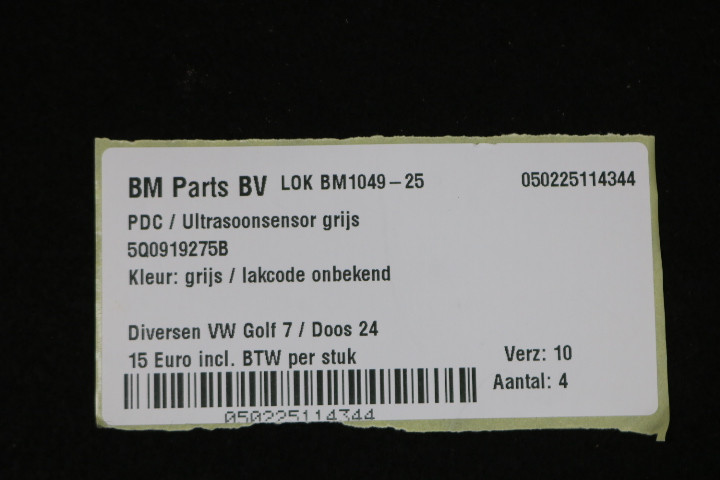 BM Parts BV LOK BM1049-25 050225114344
PDC / Ultrasoonsensor grijs
5Q0919275B
Kleur: grijs / lakcode onbekend
Diversen VW Golf 7 / Doos 24
15 Euro incl. BTW per stuk Verz: 10
Aantal: 4
050225114344